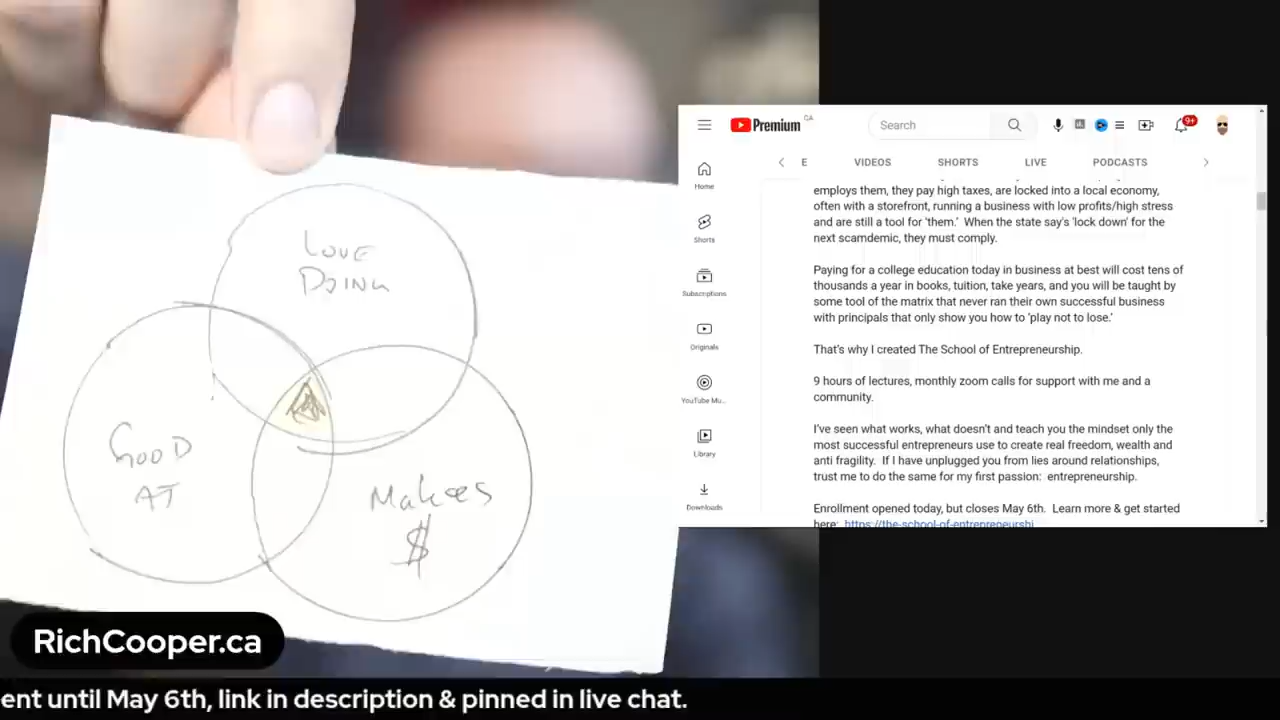 LOVE
DOING
GOOD
AT
MAKES
$
RichCooper.ca
ent until May 6th, link in description & pinned in live chat.
Premium CA
Search
9+
E VIDEOS SHORTS LIVE PODCASTS
Home
Shorts
Subscriptions
Originals
YouTube Mu...
Library
Downloads
employs them, they pay high taxes, are locked into a local economy,
often with a storefront, running a business with low profits/high stress
and are still a tool for 'them.' When the state say's 'lock down' for the
next scamdemic, they must comply.
Paying for a college education today in business at best will cost tens of
thousands a year in books, tuition, take years, and you will be taught by
some tool of the matrix that never ran their own successful business
with principals that only show you how to 'play not to lose.'
That's why I created The School of Entrepreneurship.
9 hours of lectures, monthly zoom calls for support with me and a
community.
I've seen what works, what doesn't and teach you the mindset only the
most successful entrepreneurs use to create real freedom, wealth and
anti fragility. If I have unplugged you from lies around relationships,
trust me to do the same for my first passion: entrepreneurship.
Enrollment opened today, but closes May 6th. Learn more & get started
here: https://the-school-of-entrepreneurshi